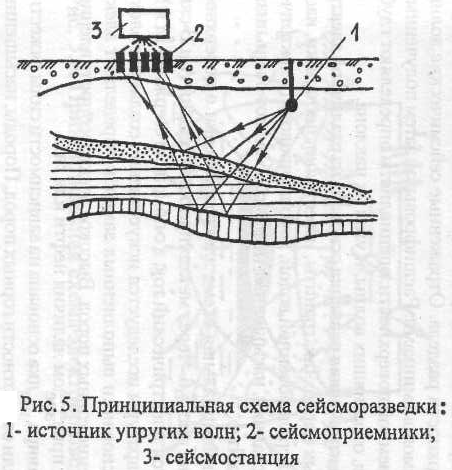 3
2
1
Рис. 5. Принципиальная схема сейсморазведки:
1- источник упругих волн; 2- сейсмоприемники;
3- сейсмостанция